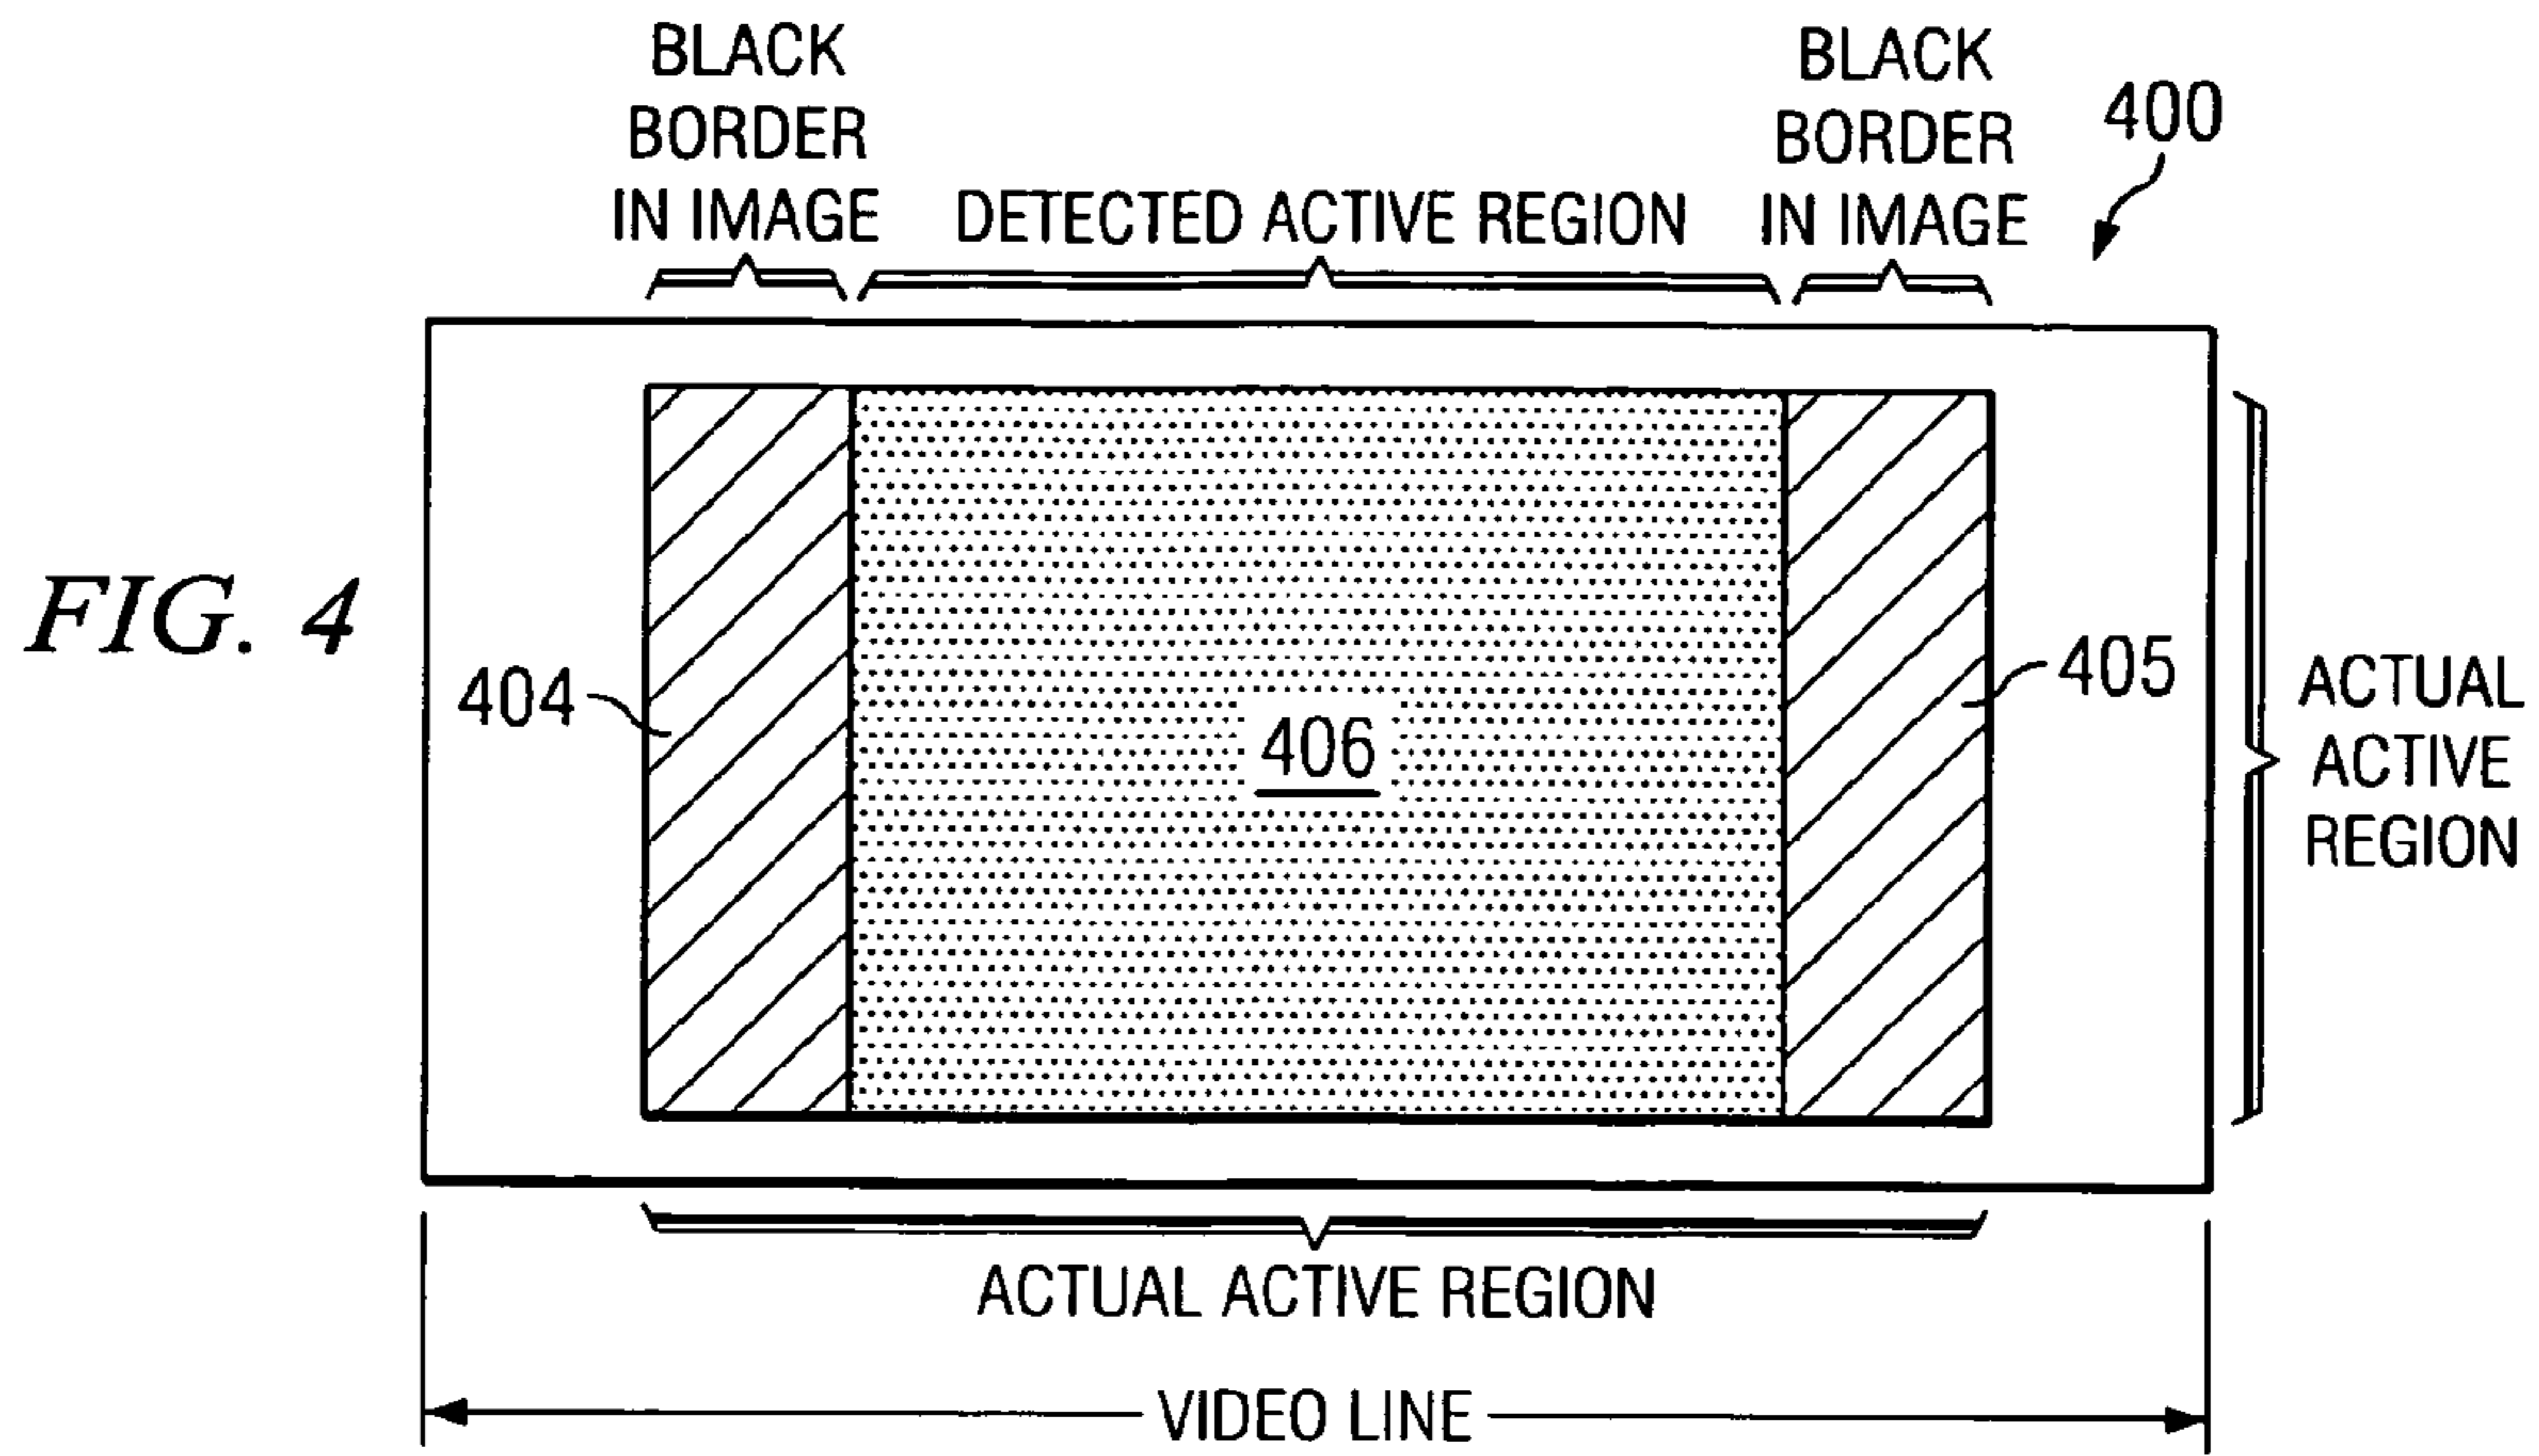 BLACK
BORDER
IN IMAGE
DETECTED ACTIVE REGION
BLACK
BORDER
IN IMAGE
400
FIG. 4
404
406
405
ACTUAL
ACTIVE
REGION
ACTUAL ACTIVE REGION
VIDEO LINE